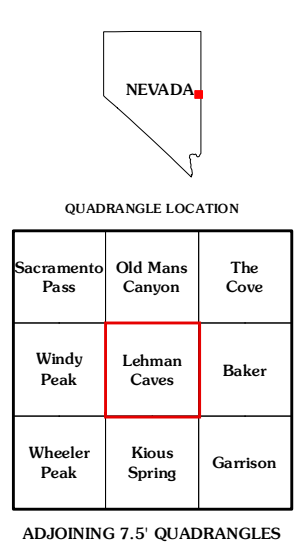 NEVADA
QUADRANGLE LOCATION
Sacramento Pass
Old Mans Canyon
The Cove
Windy Peak
Lehman Caves
Baker
Wheeler Peak
Kious Spring
Garrison
ADJOINING 7.5' QUADRANGLES